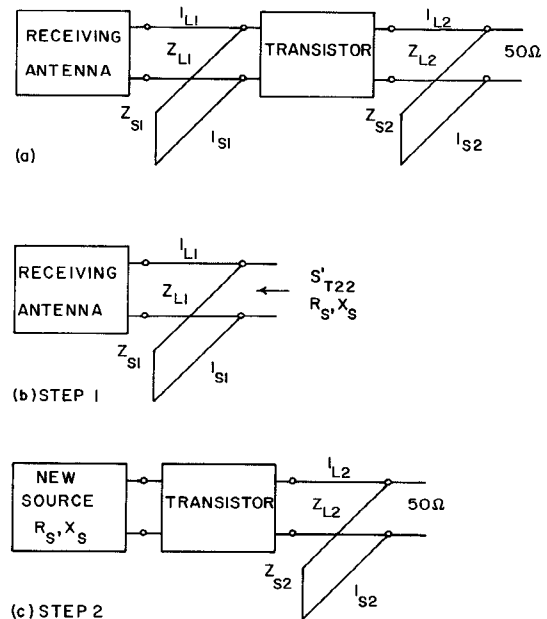 RECEIVING
ANTENNA
I_L1
Z_L1
Z_S1
I_S1
TRANSISTOR
I_L2
Z_L2
50Ω
Z_S2
I_S2
(a)
RECEIVING
ANTENNA
I_L1
Z_L1
Z_S1
I_S1
S'_T22
R_S, X_S
(b) STEP 1
NEW
SOURCE
R_S, X_S
TRANSISTOR
I_L2
Z_L2
50Ω
Z_S2
I_S2
(c) STEP 2